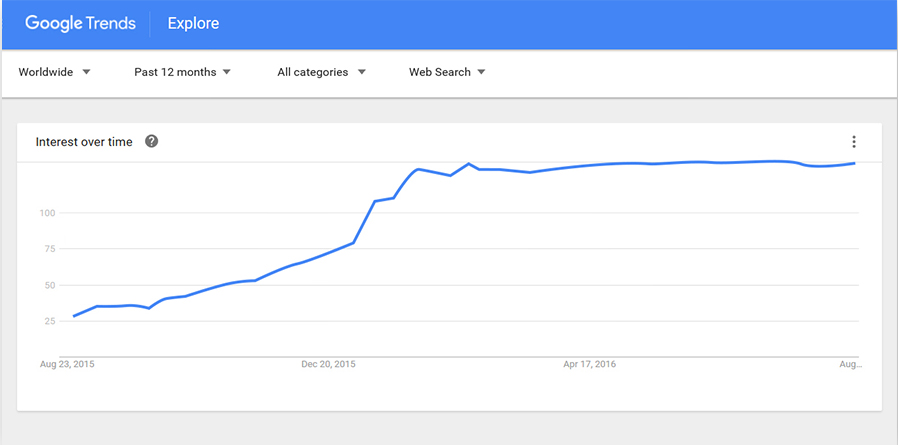 Google Trends Explore
Worldwide Past 12 months All categories Web Search
Interest over time ?
100
75
50
25
Aug 23, 2015 Dec 20, 2015 Apr 17, 2016 Aug...